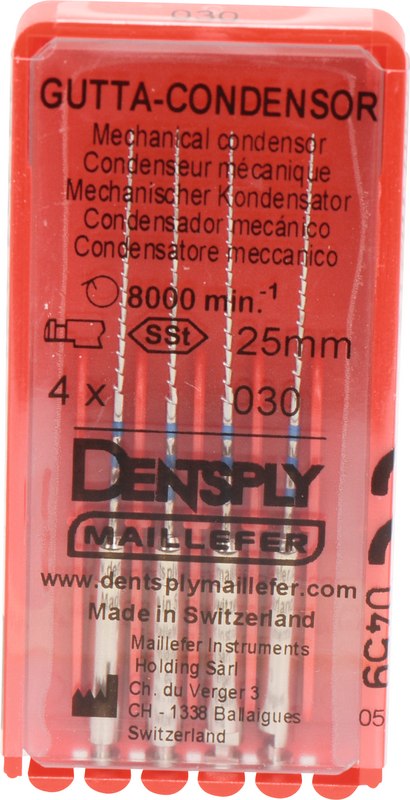 030
GUTTA-CONDENSOR
Mechanical condensor
Condenseur mécanique
Mechanischer Kondensator
Condensador mecánico
Condensatore meccanico
8000 min.-1
SSt 25mm
4 x 030
DENTSPLY
MAILLEFER
www.dentsplymaillefer.com
Made in Switzerland
Maillefer Instruments
Holding Sàrl
Ch. du Verger 3
CH - 1338 Ballaigues
Switzerland
0459
05